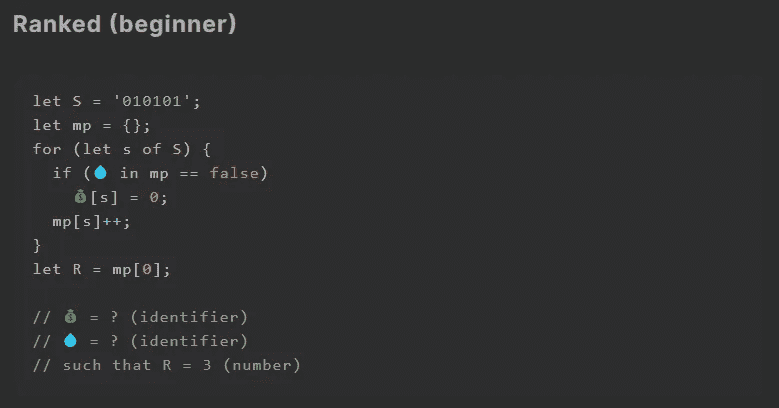 Ranked (beginner)
let S = '010101';
let mp = {};
for (let s of S) {
if (💧 in mp == false)
💰[s] = 0;
mp[s]++;
}
let R = mp[0];
// 💰 = ? (identifier)
// 💧 = ? (identifier)
// such that R = 3 (number)